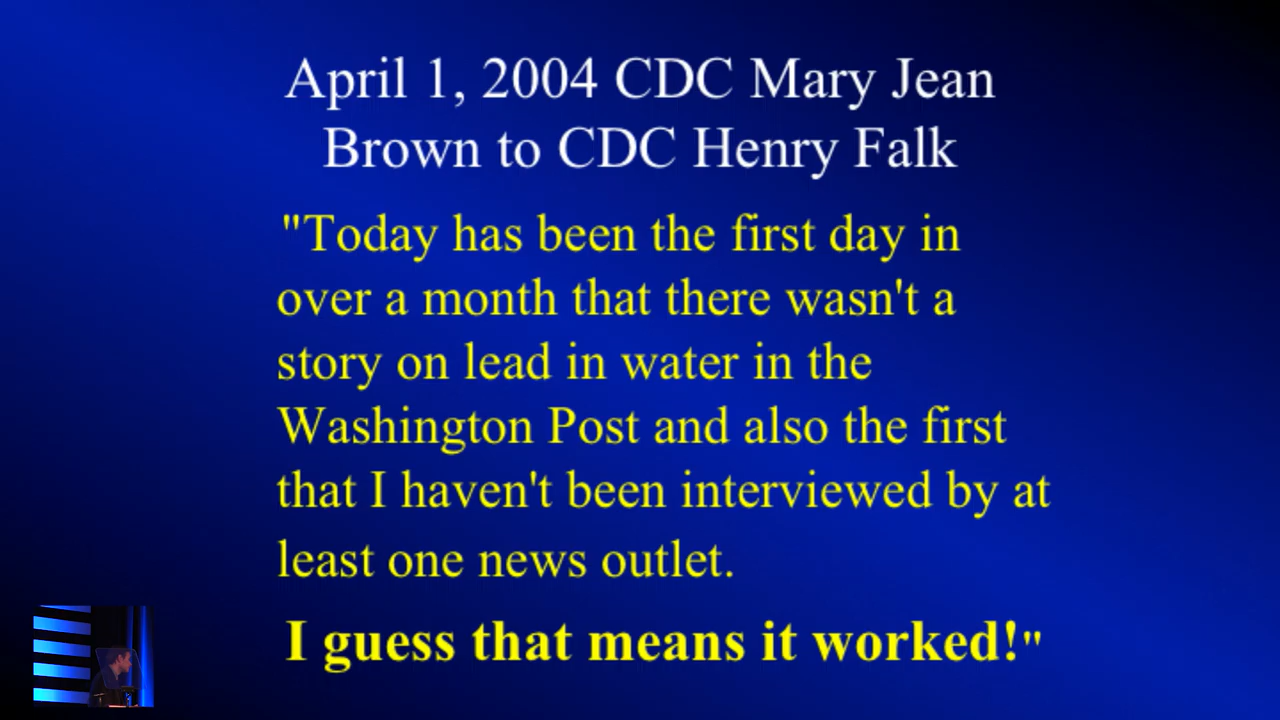 April 1, 2004 CDC Mary Jean
Brown to CDC Henry Falk
"Today has been the first day in
over a month that there wasn't a
story on lead in water in the
Washington Post and also the first
that I haven't been interviewed by at
least one news outlet.
I guess that means it worked!"